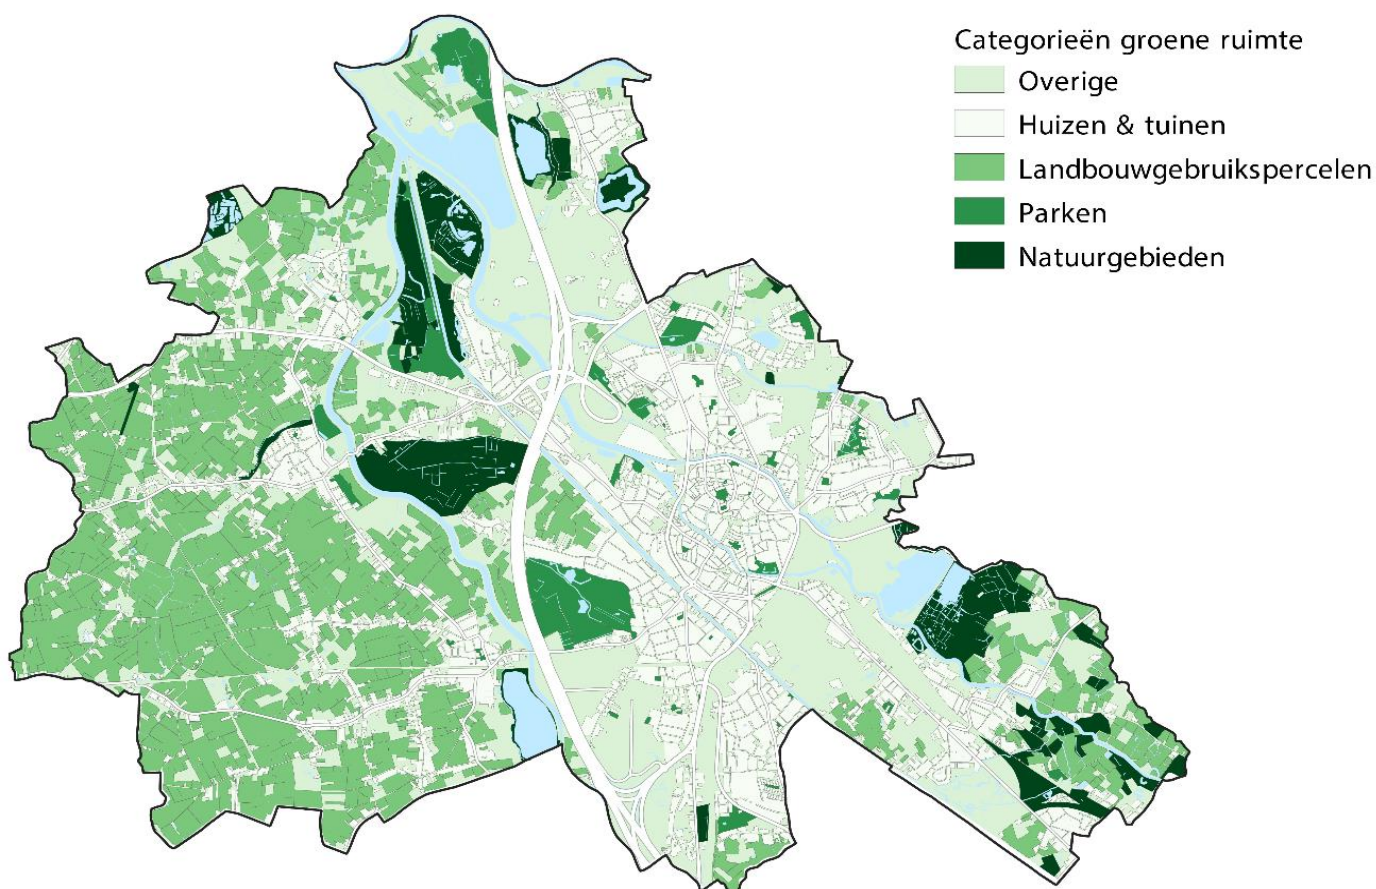 Categorieën groene ruimte
Overige
Huizen & tuinen
Landbouwgebruikspercelen
Parken
Natuurgebieden